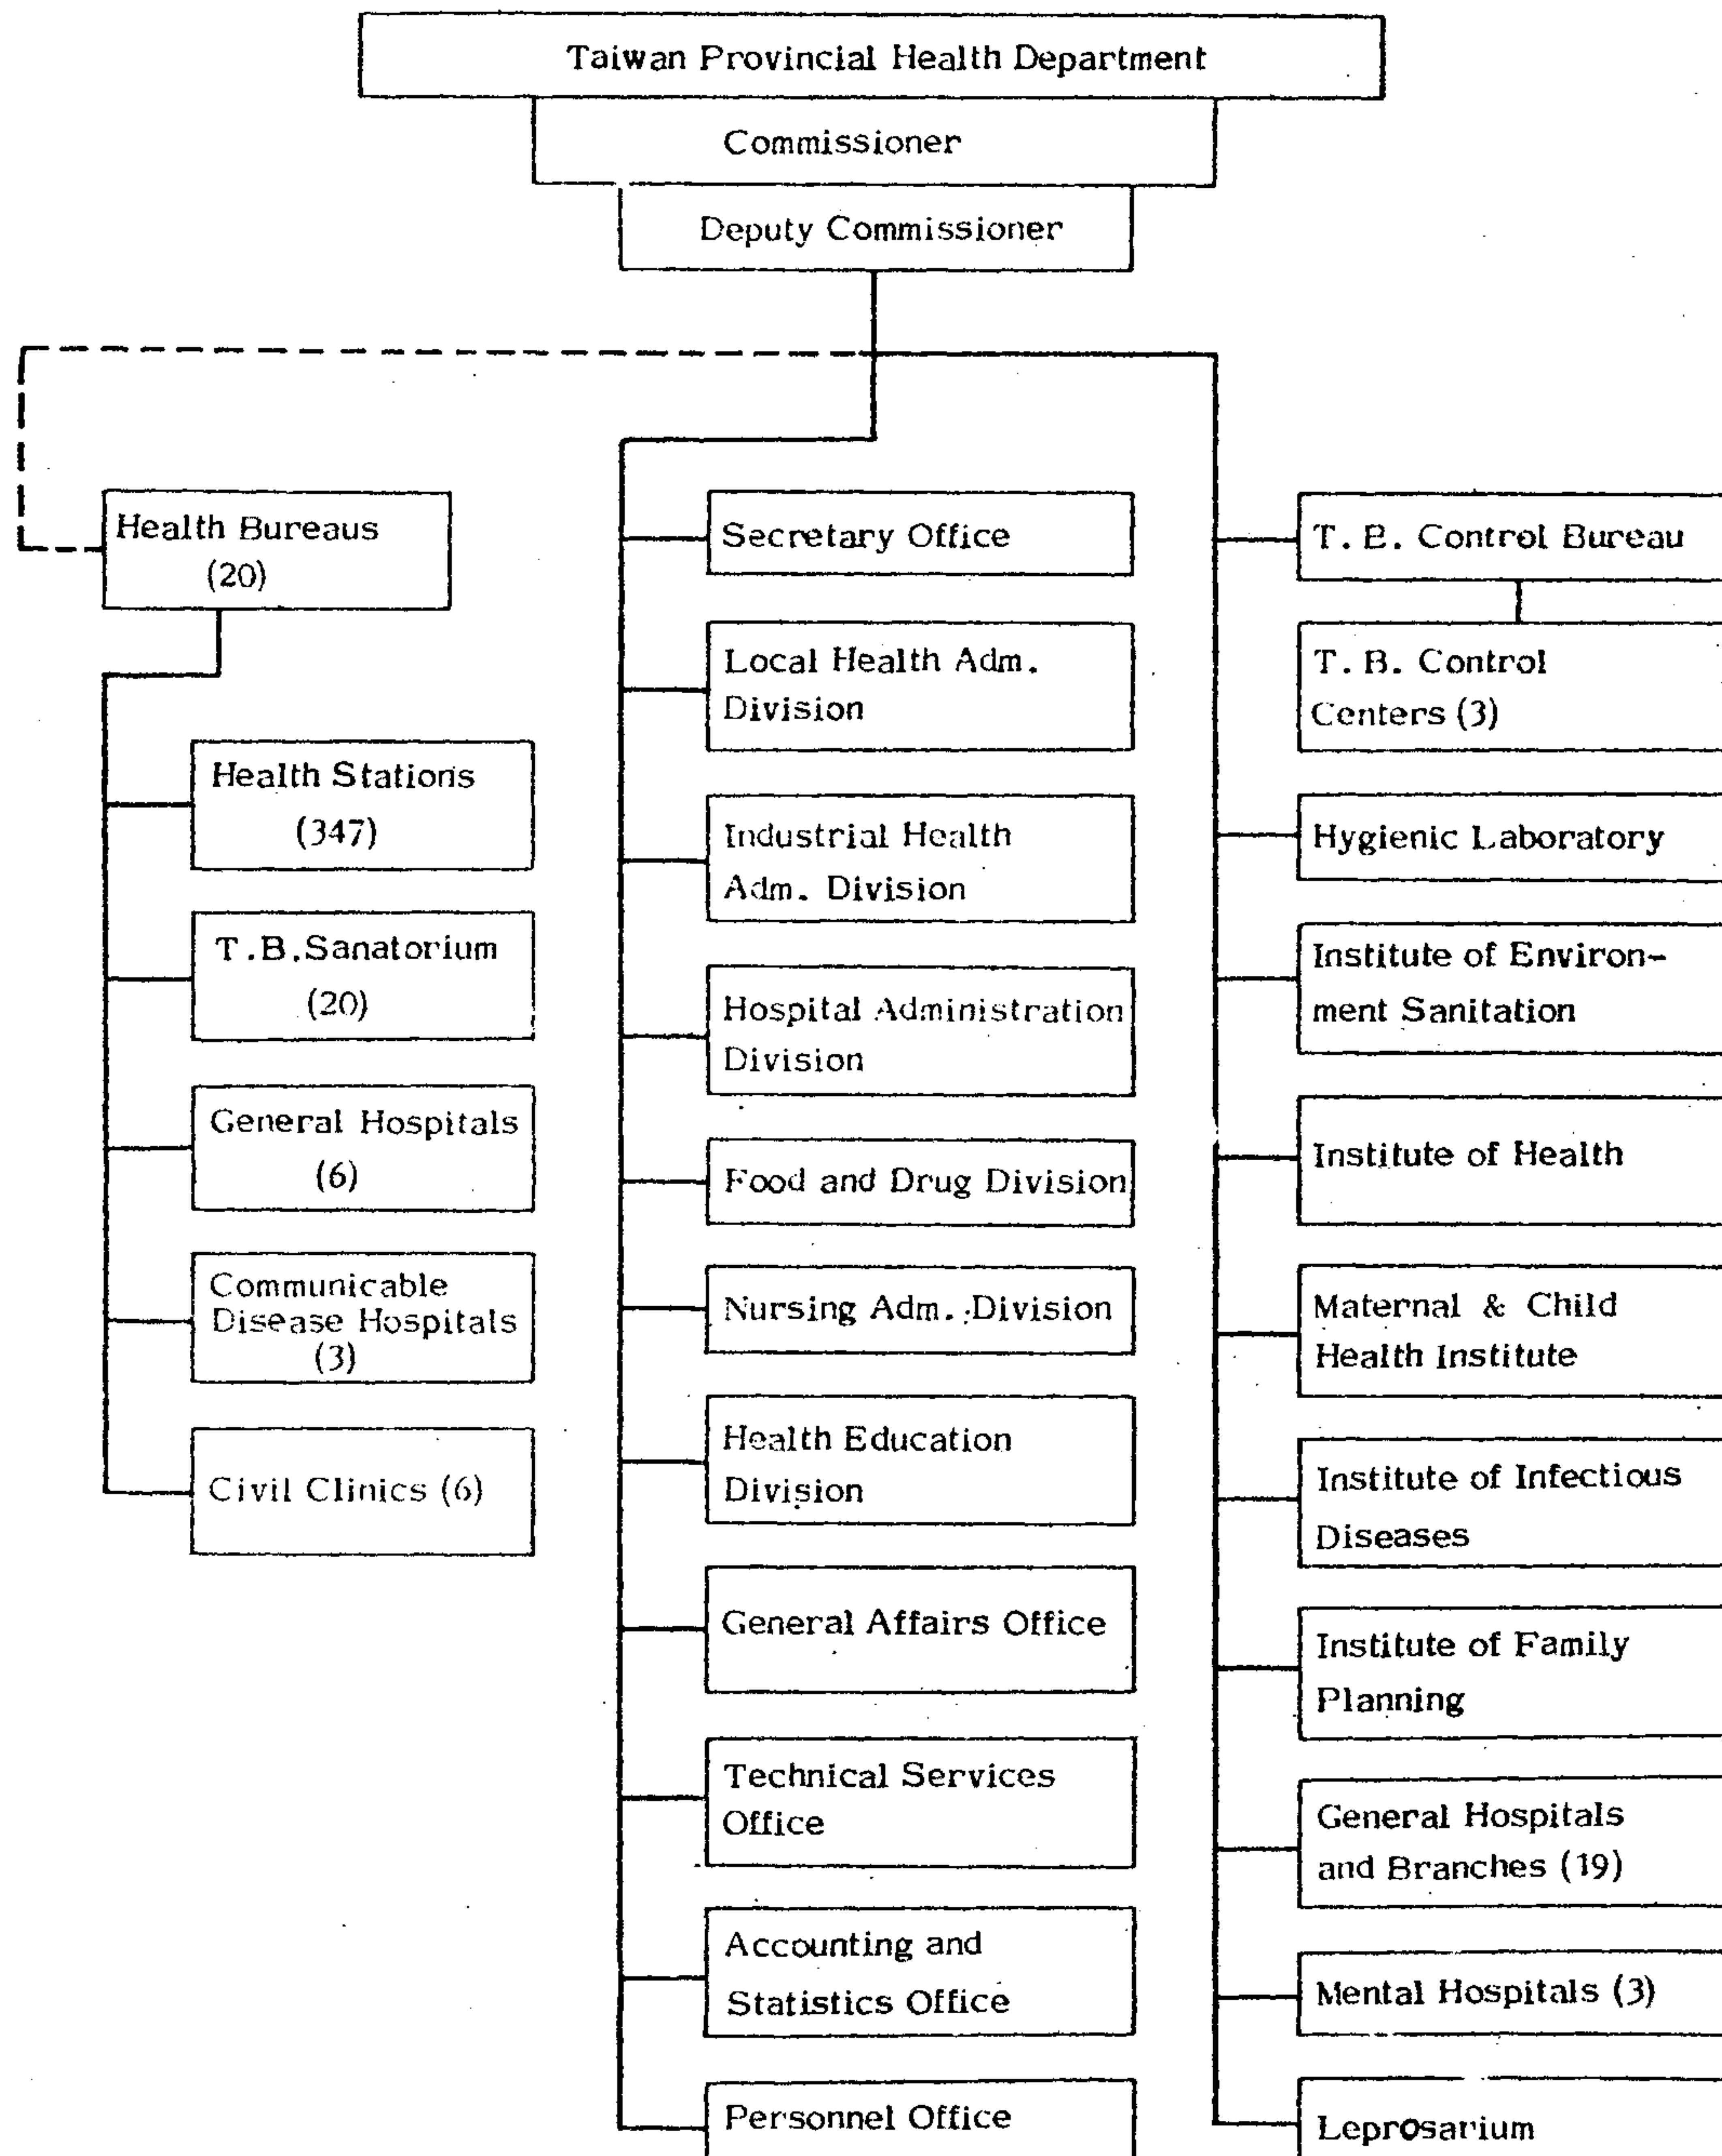 Taiwan Provincial Health Department
Commissioner
Deputy Commissioner
Health Bureaus
(20)
Health Stations
(347)
T.B.Sanatorium
(20)
General Hospitals
(6)
Communicable
Disease Hospitals
(3)
Civil Clinics (6)
Secretary Office
Local Health Adm.
Division
Industrial Health
Adm. Division
Hospital Administration
Division
Food and Drug Division
Nursing Adm. Division
Health Education
Division
General Affairs Office
Technical Services
Office
Accounting and
Statistics Office
Personnel Office
T. B. Control Bureau
T. B. Control
Centers (3)
Hygienic Laboratory
Institute of Environ-
ment Sanitation
Institute of Health
Maternal & Child
Health Institute
Institute of Infectious
Diseases
Institute of Family
Planning
General Hospitals
and Branches (19)
Mental Hospitals (3)
Leprosarium